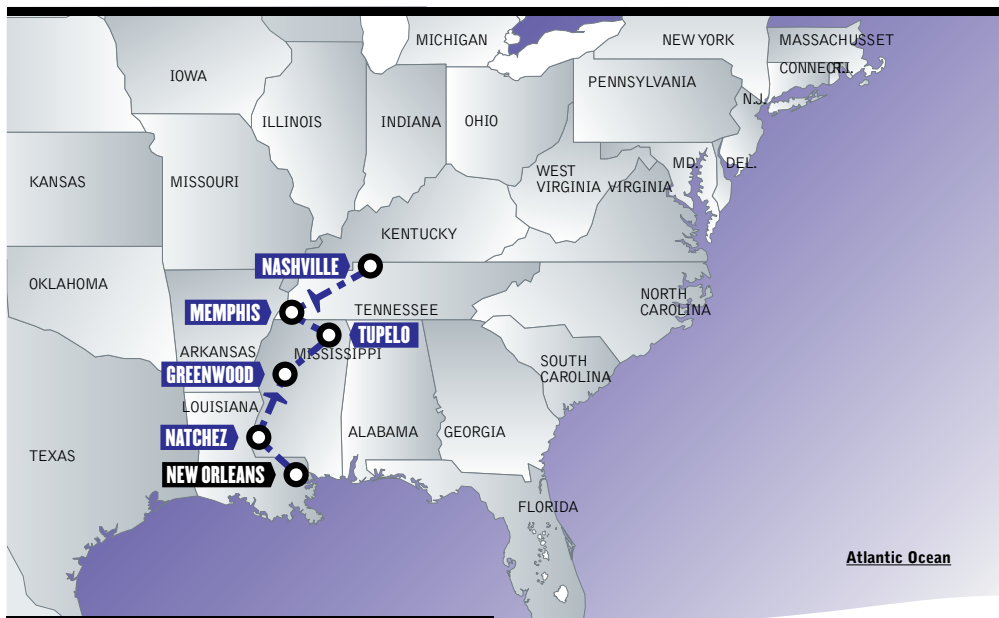 MICHIGAN
NEW YORK
MASSACHUSSET
IOWA
CONNECT.
R.I.
PENNSYLVANIA
N.J.
ILLINOIS
INDIANA
OHIO
MD.
DEL.
KANSAS
MISSOURI
WEST
VIRGINIA
VIRGINIA
KENTUCKY
NASHVILLE
OKLAHOMA
MEMPHIS
TENNESSEE
NORTH
CAROLINA
TUPELO
ARKANSAS
MISSISSIPPI
SOUTH
CAROLINA
GREENWOOD
LOUISIANA
NATCHEZ
ALABAMA
GEORGIA
TEXAS
NEW ORLEANS
FLORIDA
Atlantic Ocean